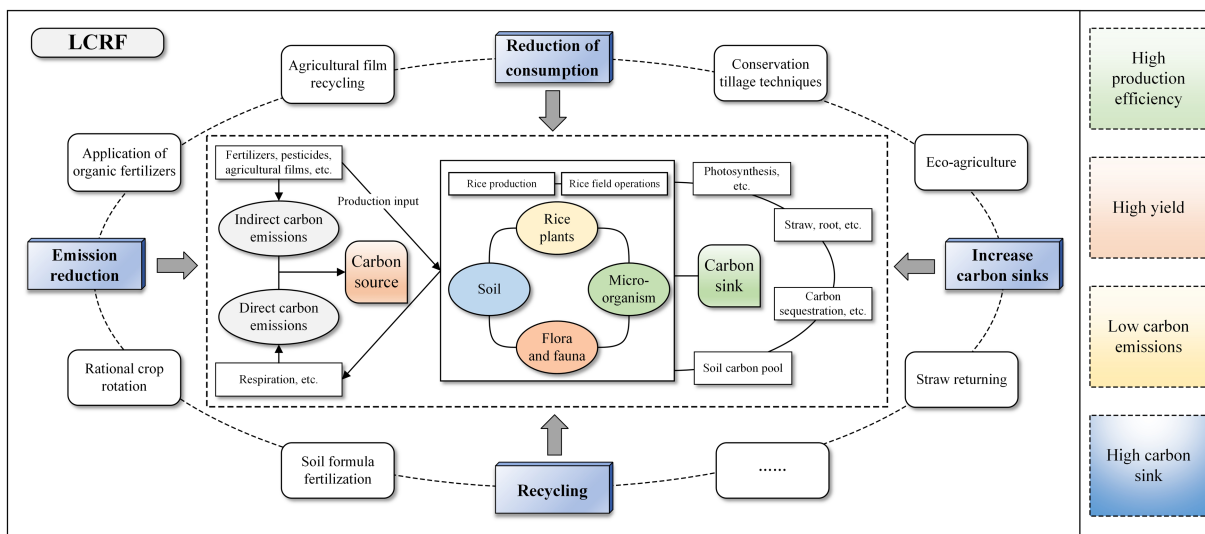 LCRF
Reduction of
consumption
Agricultural film
recycling
Conservation
tillage techniques
Application of
organic fertilizers
Eco-agriculture
Emission
reduction
Increase
carbon sinks
Rational crop
rotation
Straw returning
Soil formula
fertilization
Recycling
......
Fertilizers, pesticides,
agricultural films, etc.
Production input
Indirect carbon
emissions
Carbon
source
Direct carbon
emissions
Respiration, etc.
Rice production
Rice field operations
Rice
plants
Soil
Micro-
organism
Flora
and fauna
Carbon
sink
Photosynthesis,
etc.
Straw, root, etc.
Carbon
sequestration, etc.
Soil carbon pool
High
production
efficiency
High yield
Low carbon
emissions
High carbon
sink